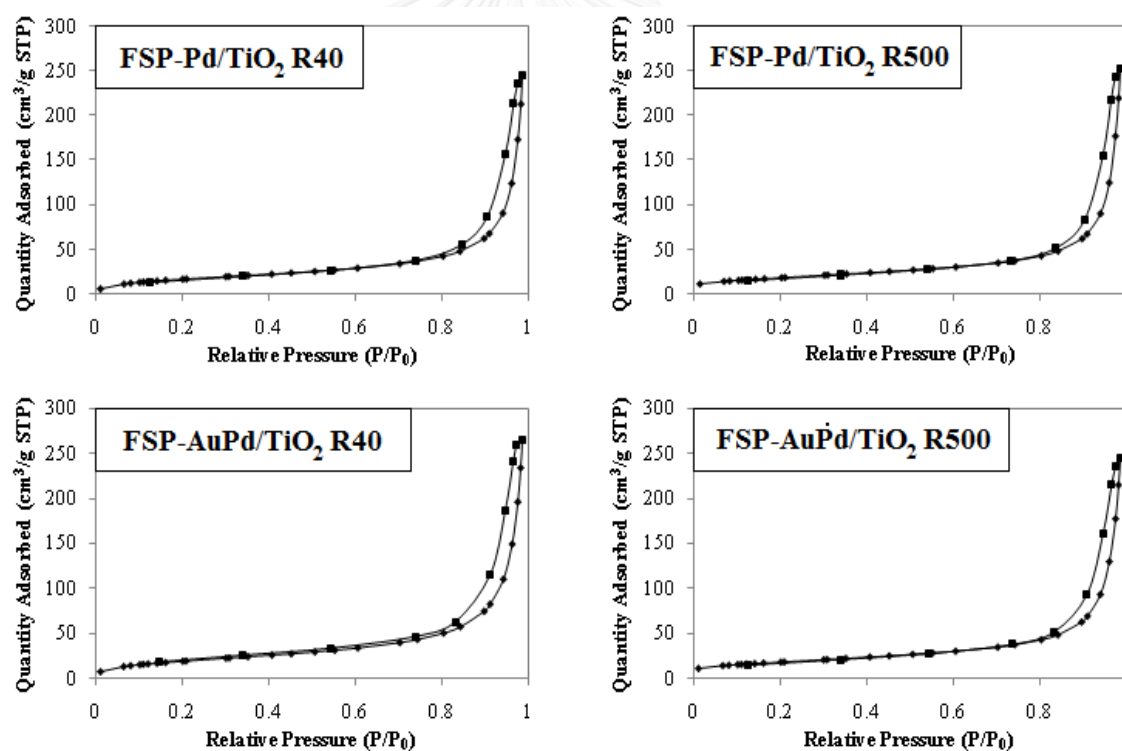 FSP-Pd/TiO₂ R40
Quantity Adsorbed (cm³/g STP)
300
250
200
150
100
50
0
0 0.2 0.4 0.6 0.8 1
Relative Pressure (P/P₀)
FSP-Pd/TiO₂ R500
Quantity Adsorbed (cm³/g STP)
300
250
200
150
100
50
0
0 0.2 0.4 0.6 0.8
Relative Pressure (P/P₀)
FSP-AuPd/TiO₂ R40
Quantity Adsorbed (cm³/g STP)
300
250
200
150
100
50
0
0 0.2 0.4 0.6 0.8 1
Relative Pressure (P/P₀)
FSP-AuPd/TiO₂ R500
Quantity Adsorbed (cm³/g STP)
300
250
200
150
100
50
0
0 0.2 0.4 0.6 0.8
Relative Pressure (P/P₀)